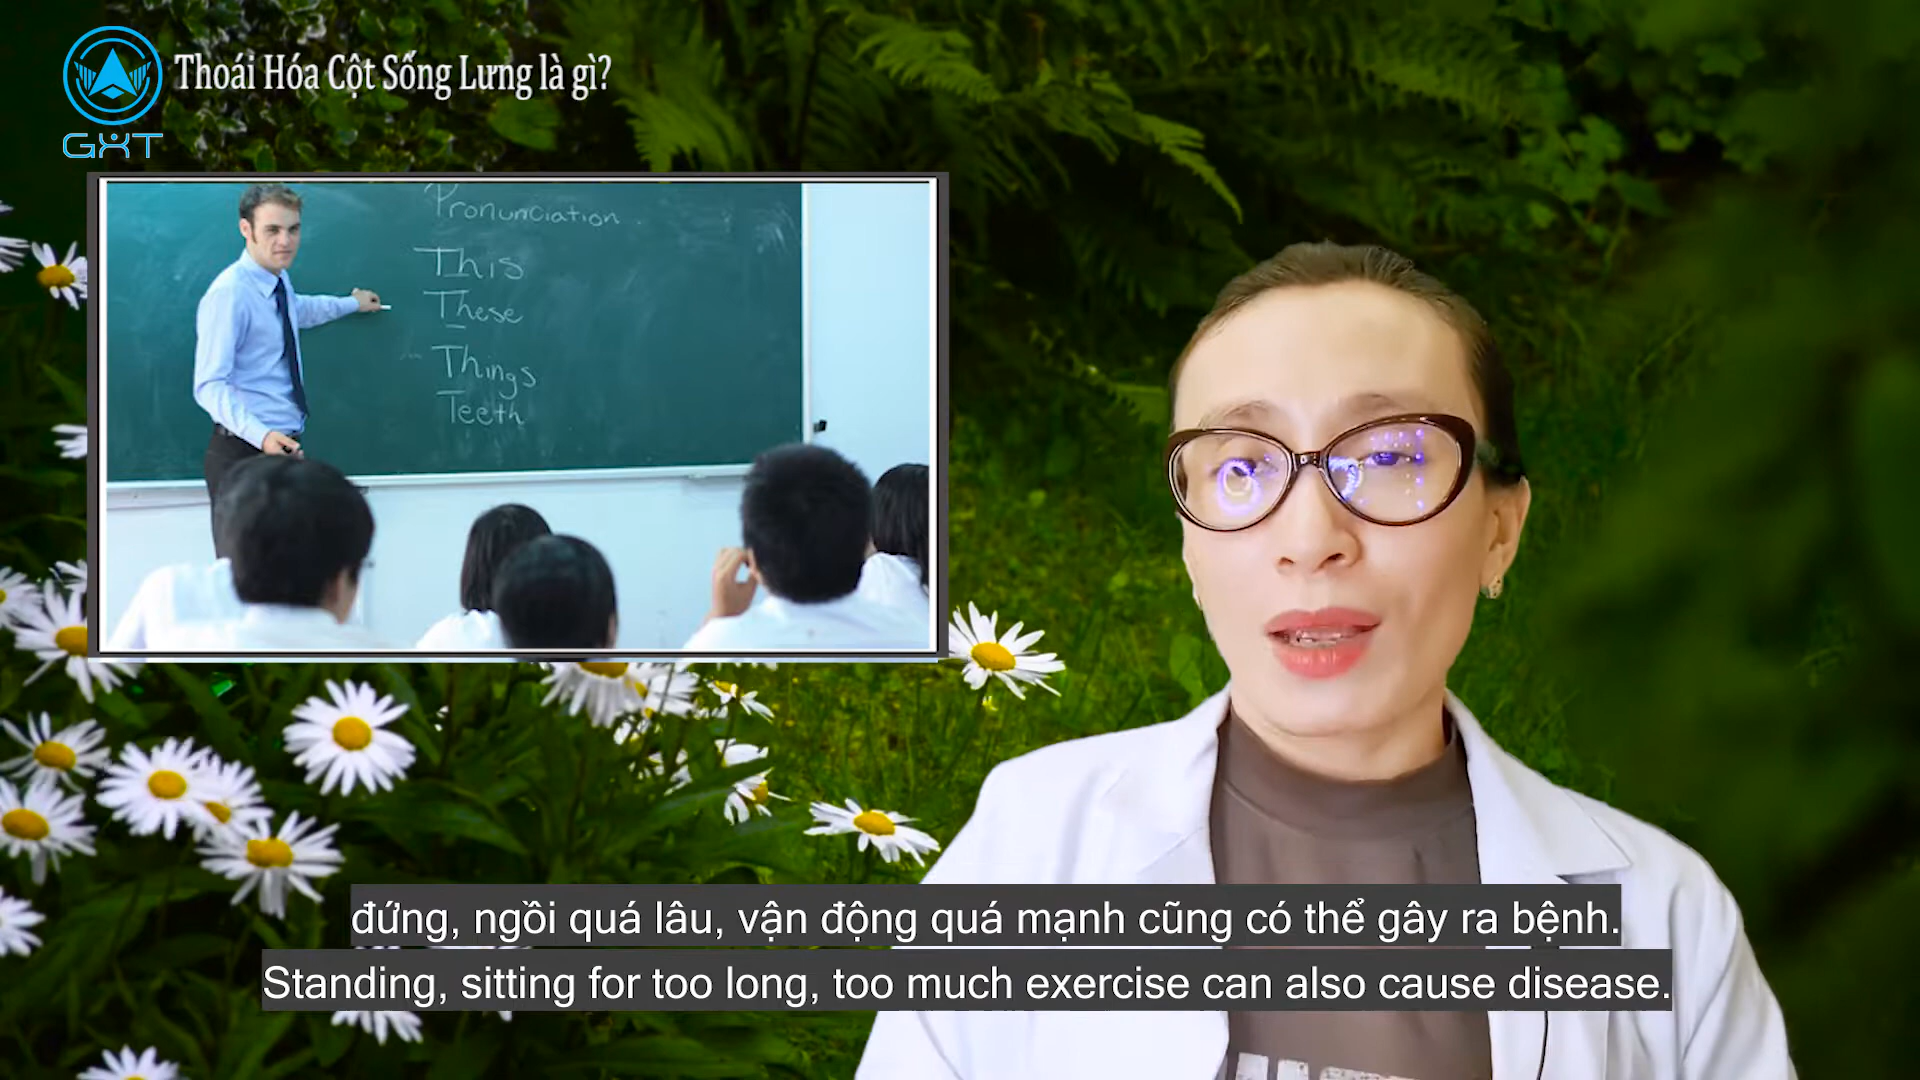 Thoái Hóa Cột Sống Lưng là gì?
GXT
Pronunciation
This
These
Things
Teeth
đứng, ngồi quá lâu, vận động quá mạnh cũng có thể gây ra bệnh.
Standing, sitting for too long, too much exercise can also cause disease.